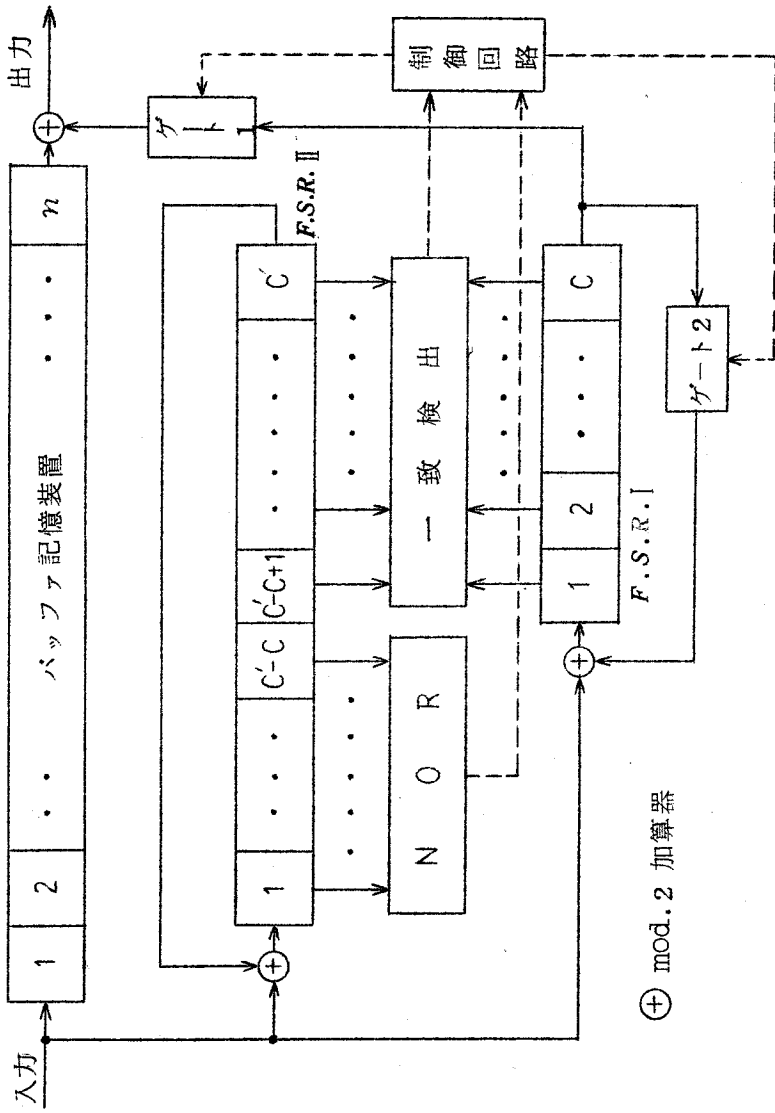 入力
出力
1 2 ・・ バッファ記憶装置 ・・・ n
F.S.R.Ⅱ
1 ・・・ C'-C C'-C+1 ・・・・・ C'
NOR
一致検出
制御回路
ゲート1
1 2 ・・・ C
F.S.R.Ⅰ
ゲート2
⊕ mod.2 加算器